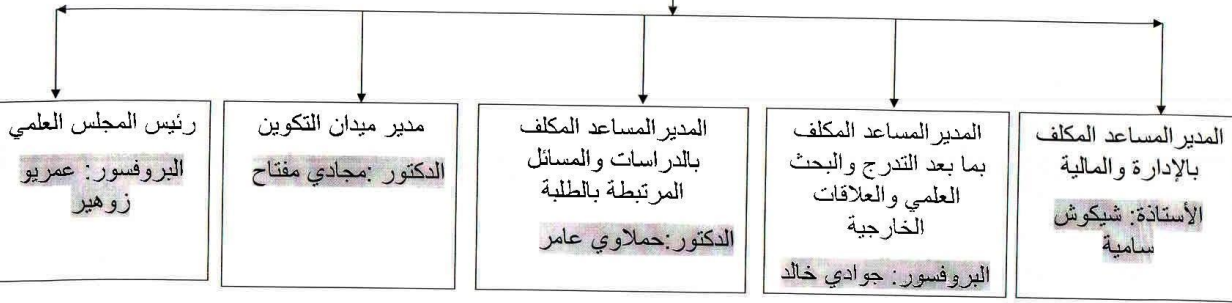 المدير المساعد المكلف
بالإدارة والمالية
الأستاذة: شيكوش
سامية
المدير المساعد المكلف
بما بعد التدرج والبحث
العلمي والعلاقات
الخارجية
البروفسور: جوادي خالد
المدير المساعد المكلف
بالدراسات والمسائل
المرتبطة بالطلبة
الدكتور:حملاوي عامر
مدير ميدان التكوين
الدكتور :مجادي مفتاح
رئيس المجلس العلمي
البروفسور: عمريو
زوهير